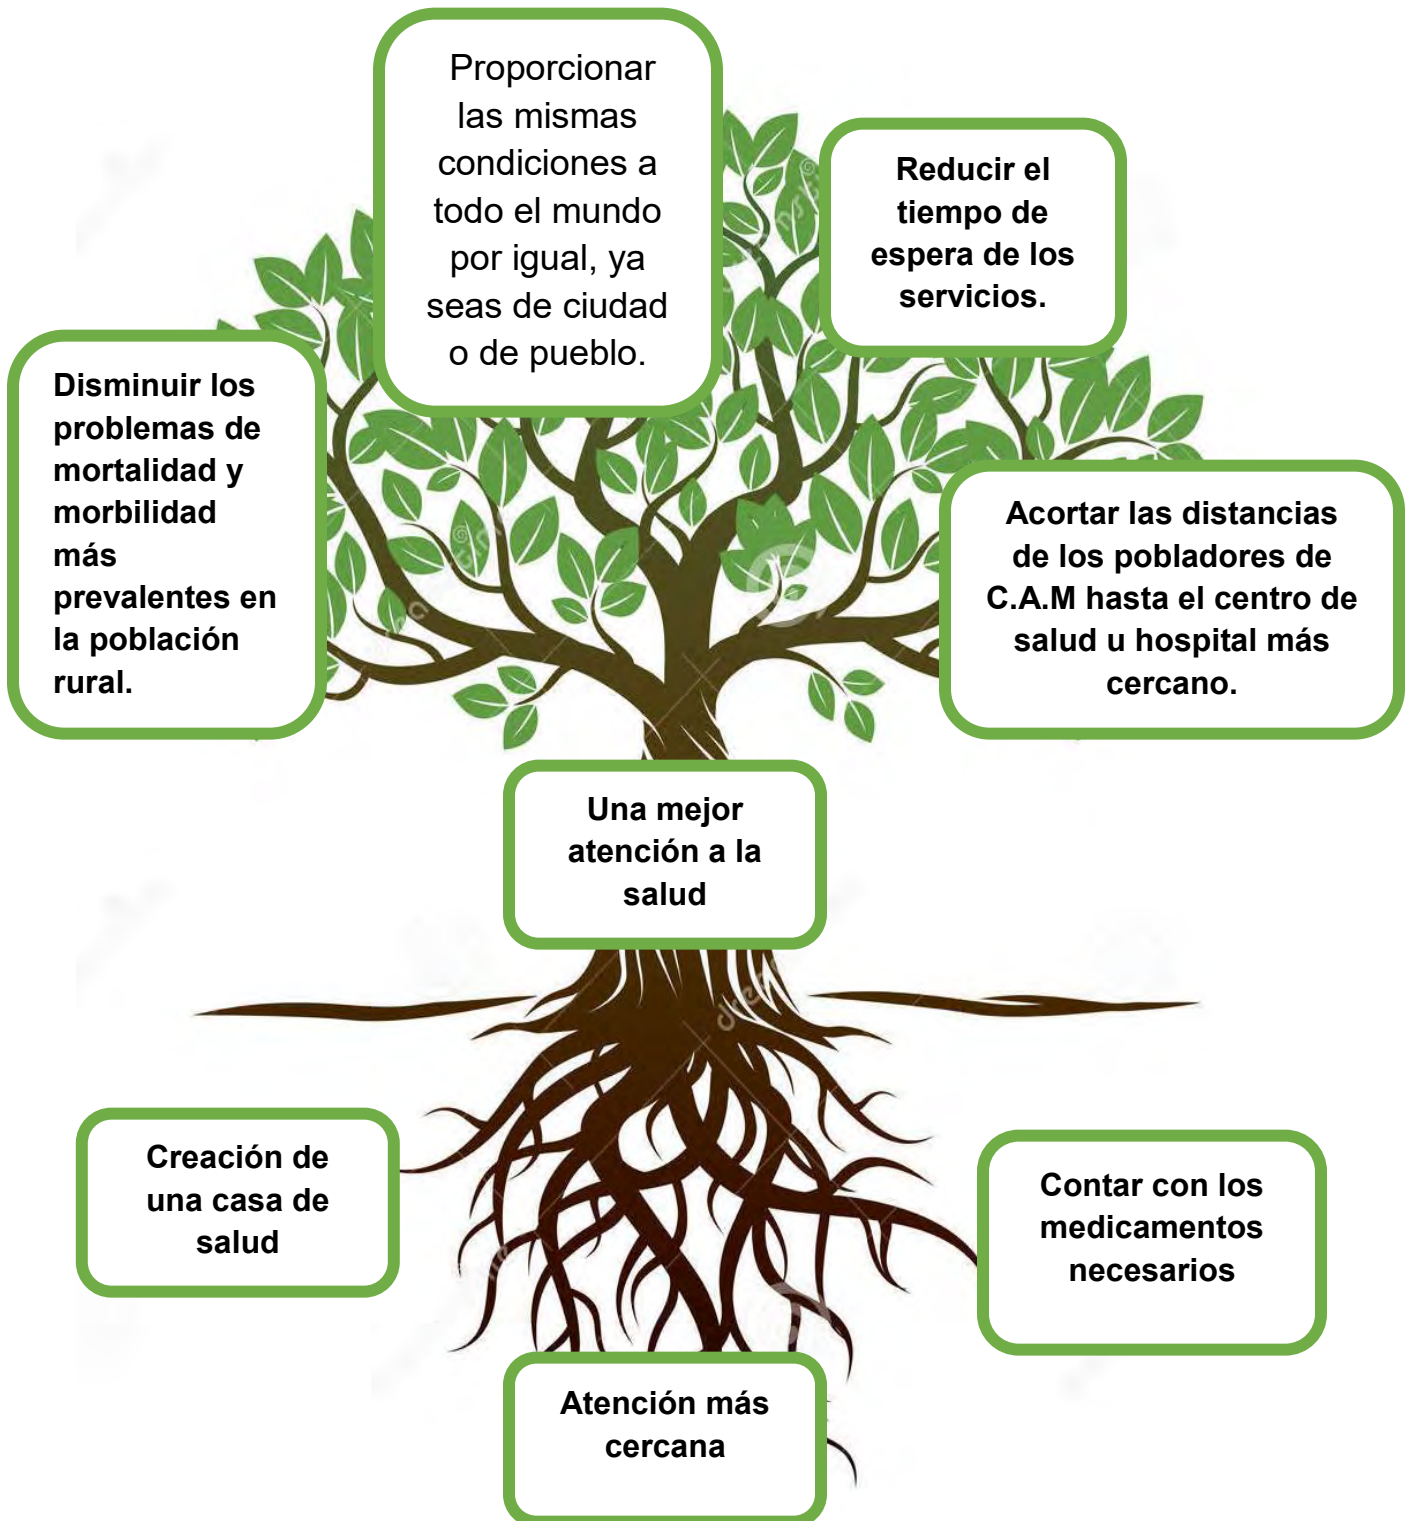 Proporcionar
las mismas
condiciones a
todo el mundo
por igual, ya
seas de ciudad
o de pueblo.
Reducir el
tiempo de
espera de los
servicios.
Disminuir los
problemas de
mortalidad y
morbilidad
más
prevalentes en
la población
rural.
Acortar las distancias
de los pobladores de
C.A.M hasta el centro de
salud u hospital más
cercano.
Una mejor
atención a la
salud
Creación de
una casa de
salud
Contar con los
medicamentos
necesarios
Atención más
cercana